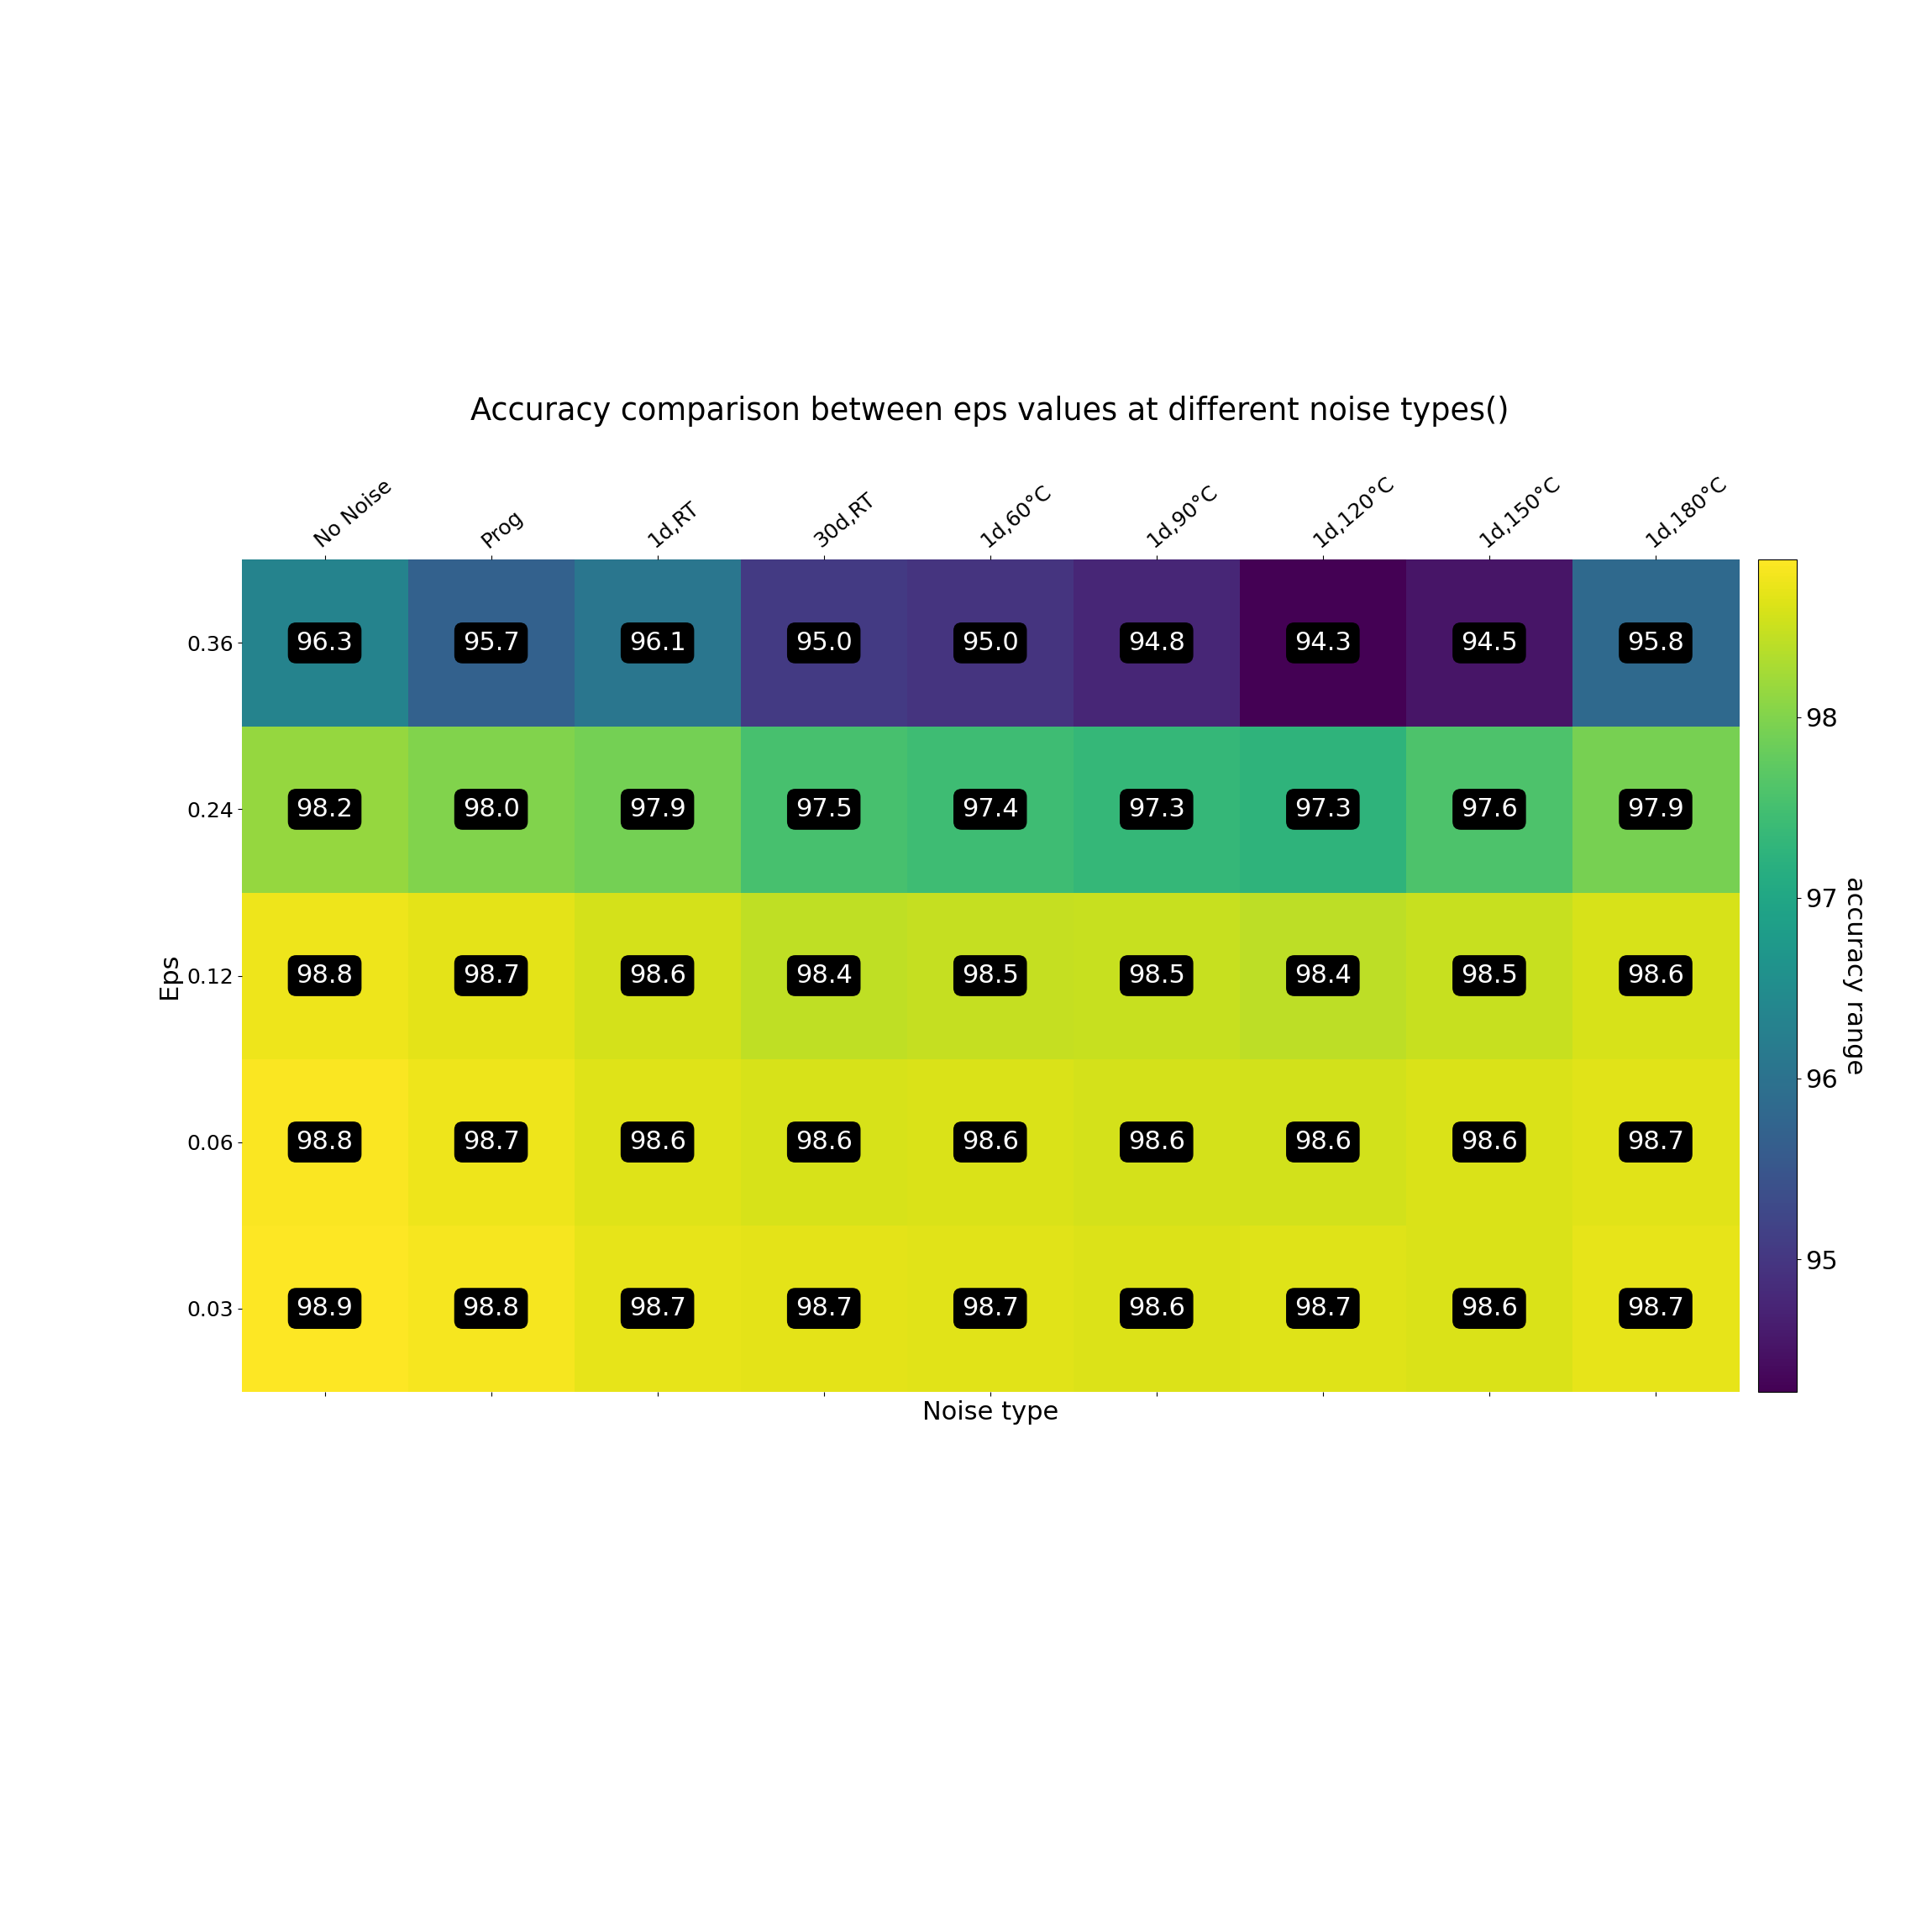 Accuracy comparison between eps values at different noise types()
No Noise Prog 1d,RT 30d,RT 1d,60°C 1d,90°C 1d,120°C 1d,150°C 1d,180°C
0.36 96.3 95.7 96.1 95.0 95.0 94.8 94.3 94.5 95.8
98
0.24 98.2 98.0 97.9 97.5 97.4 97.3 97.3 97.6 97.9
97
accuracy range
Eps
0.12 98.8 98.7 98.6 98.4 98.5 98.5 98.4 98.5 98.6
96
0.06 98.8 98.7 98.6 98.6 98.6 98.6 98.6 98.6 98.7
95
0.03 98.9 98.8 98.7 98.7 98.7 98.6 98.7 98.6 98.7
Noise type